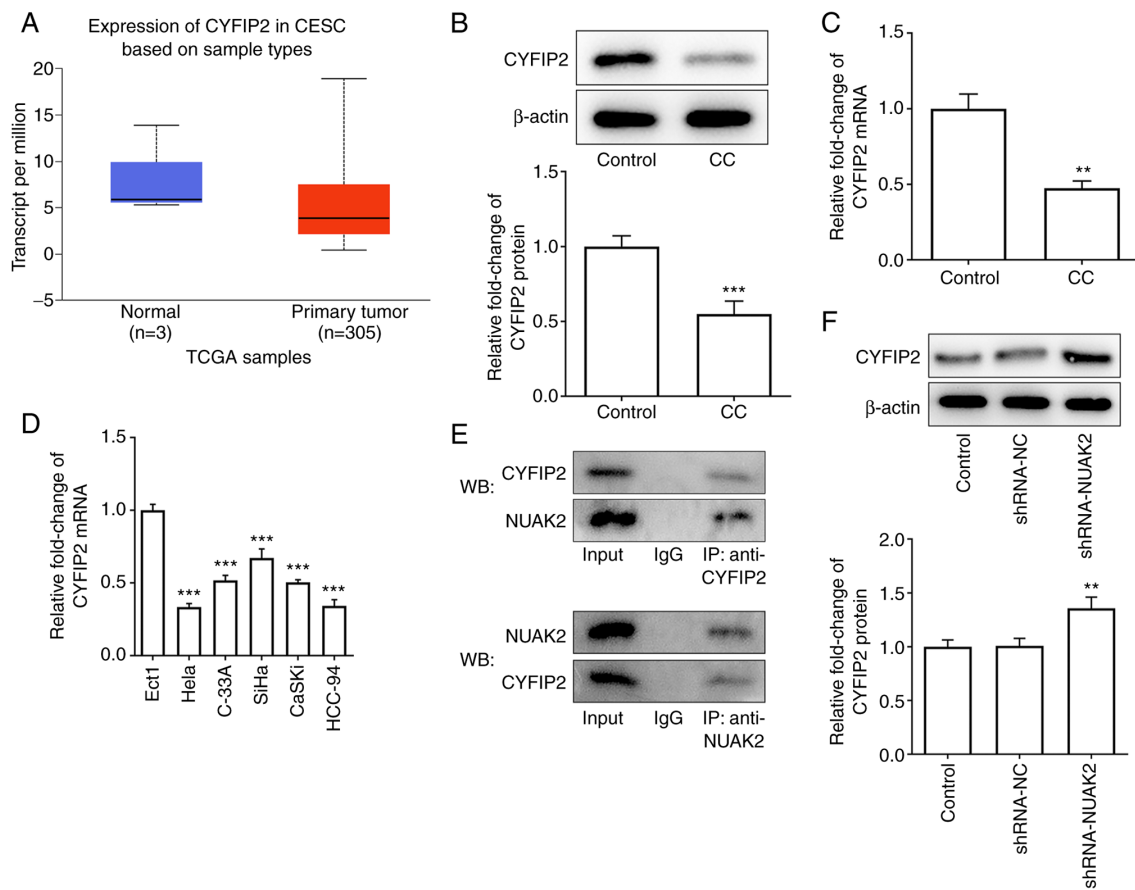 A
Expression of CYFIP2 in CESC
based on sample types
Transcript per million
20
15
10
5
0
−5
Normal
(n=3)
Primary tumor
(n=305)
TCGA samples
B
CYFIP2
β-actin
Control
CC
Relative fold-change of
CYFIP2 protein
1.5
1.0
0.5
0.0
***
Control
CC
C
Relative fold-change of
CYFIP2 mRNA
1.5
1.0
0.5
0.0
**
Control
CC
D
Relative fold-change of
CYFIP2 mRNA
1.5
1.0
0.5
0.0
***
***
***
***
***
Ect1
Hela
C-33A
SiHa
CaSKi
HCC-94
E
WB:
CYFIP2
NUAK2
Input
IgG
IP: anti-
CYFIP2
WB:
NUAK2
CYFIP2
Input
IgG
IP: anti-
NUAK2
F
CYFIP2
β-actin
Control
shRNA-NC
shRNA-NUAK2
Relative fold-change of
CYFIP2 protein
2.0
1.5
1.0
0.5
0.0
**
Control
shRNA-NC
shRNA-NUAK2